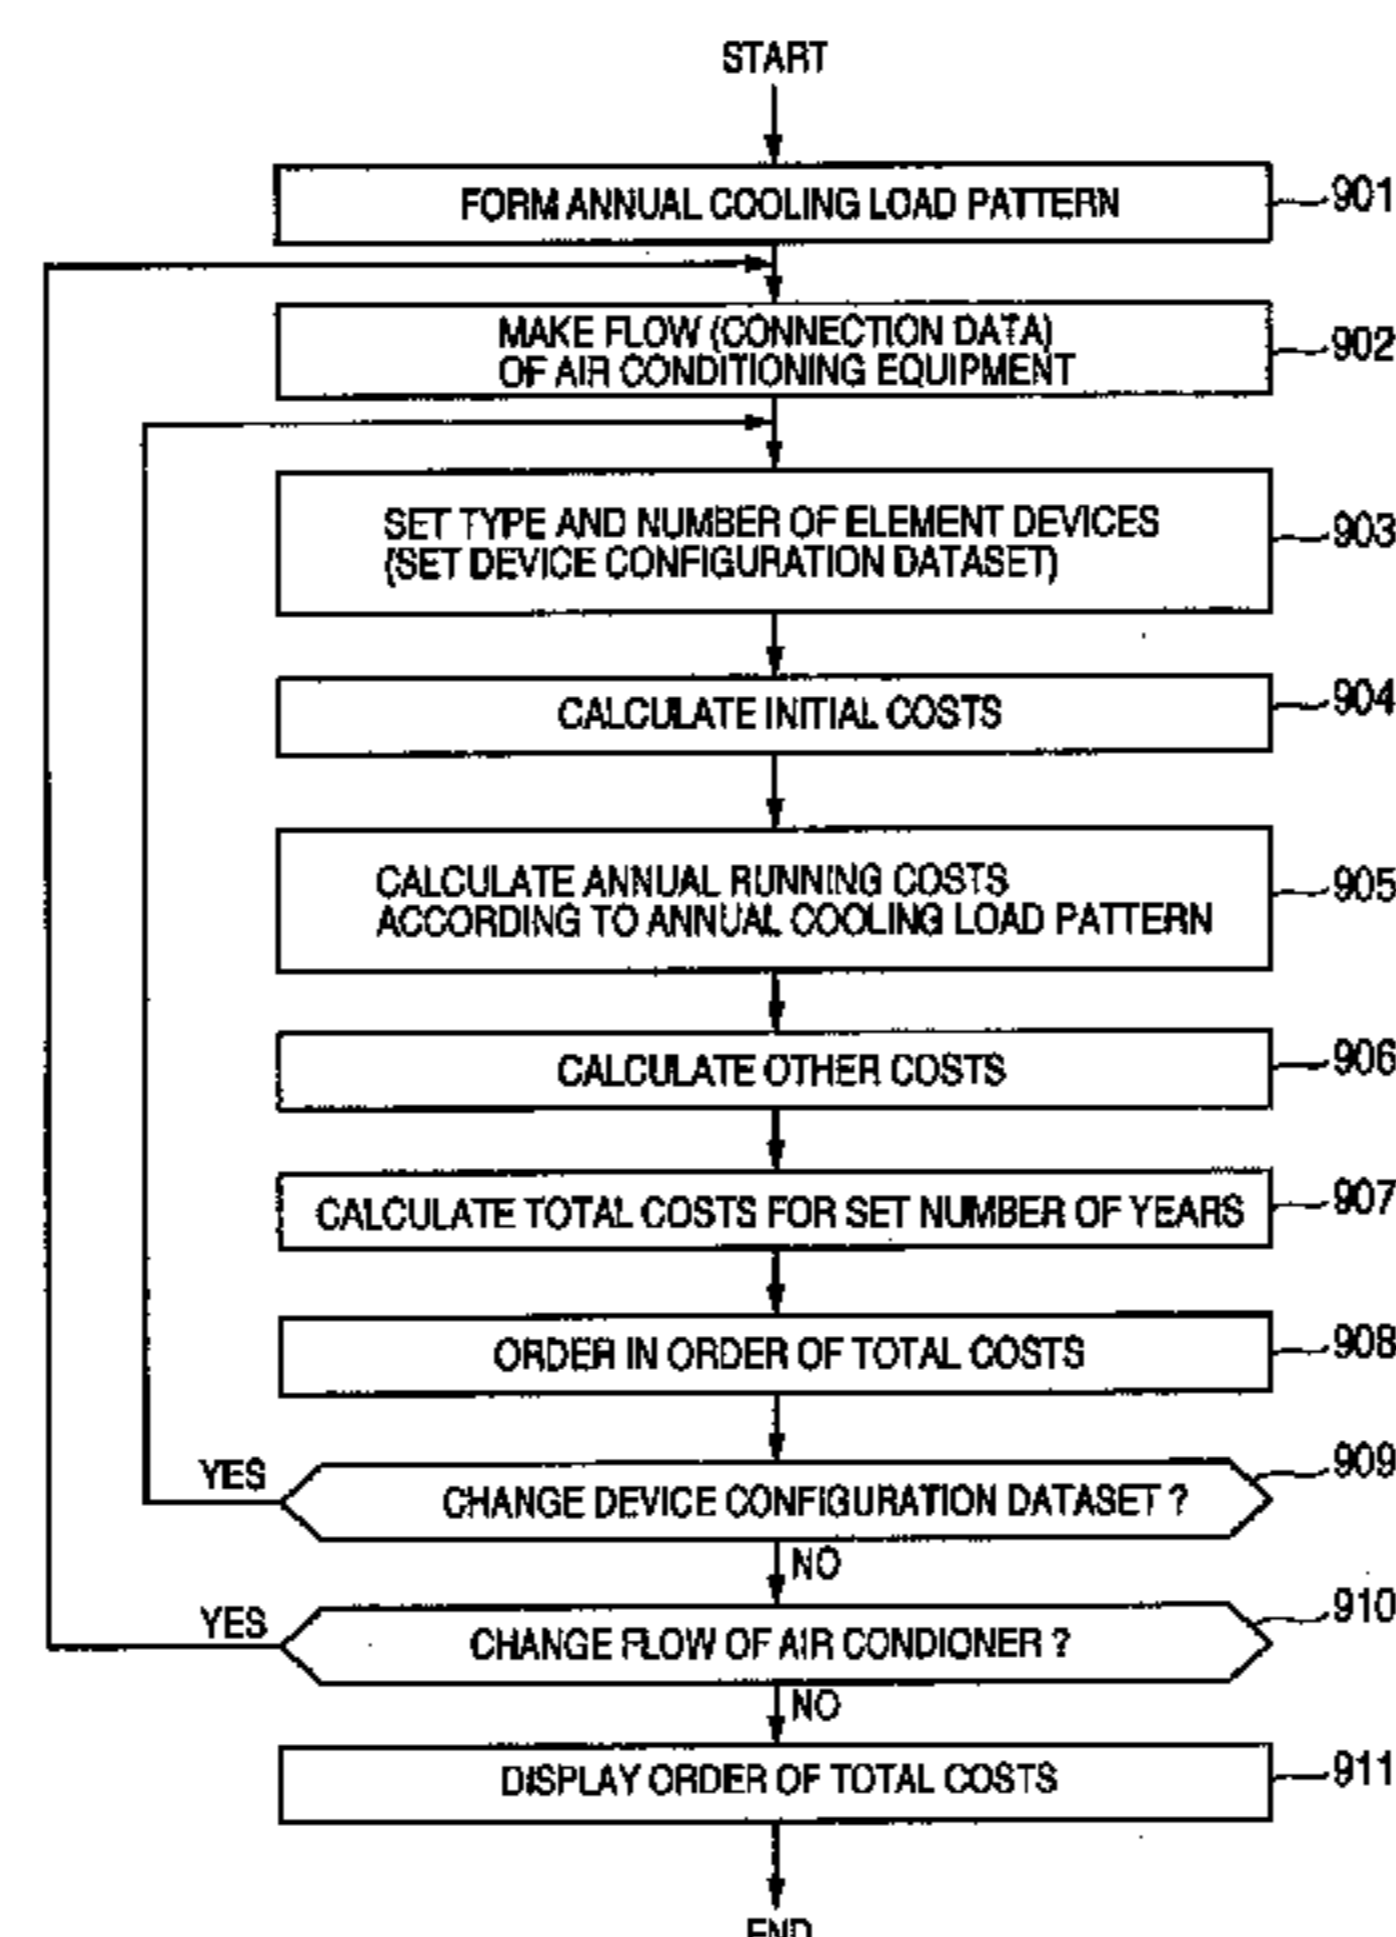 START
FORM ANNUAL COOLING LOAD PATTERN
901
MAKE FLOW (CONNECTION DATA)
OF AIR CONDITIONING EQUIPMENT
902
SET TYPE AND NUMBER OF ELEMENT DEVICES
(SET DEVICE CONFIGURATION DATASET)
903
CALCULATE INITIAL COSTS
904
CALCULATE ANNUAL RUNNING COSTS
ACCORDING TO ANNUAL COOLING LOAD PATTERN
905
CALCULATE OTHER COSTS
906
CALCULATE TOTAL COSTS FOR SET NUMBER OF YEARS
907
ORDER IN ORDER OF TOTAL COSTS
908
YES
CHANGE DEVICE CONFIGURATION DATASET ?
909
NO
YES
CHANGE FLOW OF AIR CONDIONER ?
910
NO
DISPLAY ORDER OF TOTAL COSTS
911
END